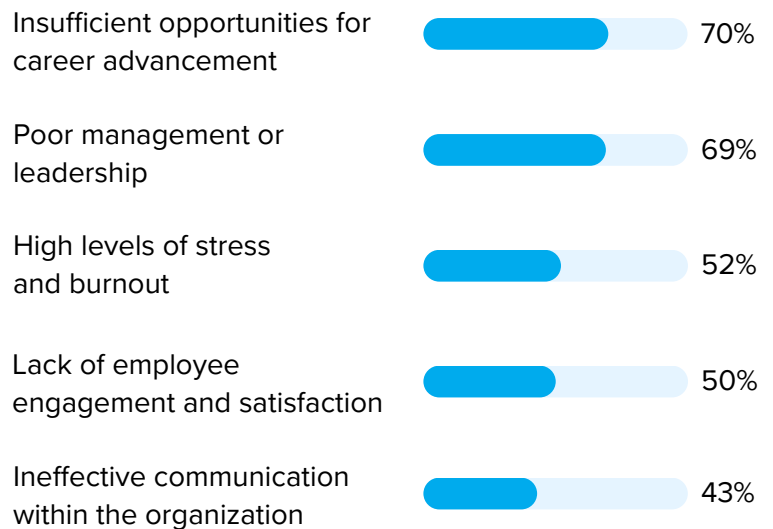 Insufficient opportunities for
career advancement
70%
Poor management or
leadership
69%
High levels of stress
and burnout
52%
Lack of employee
engagement and satisfaction
50%
Ineffective communication
within the organization
43%